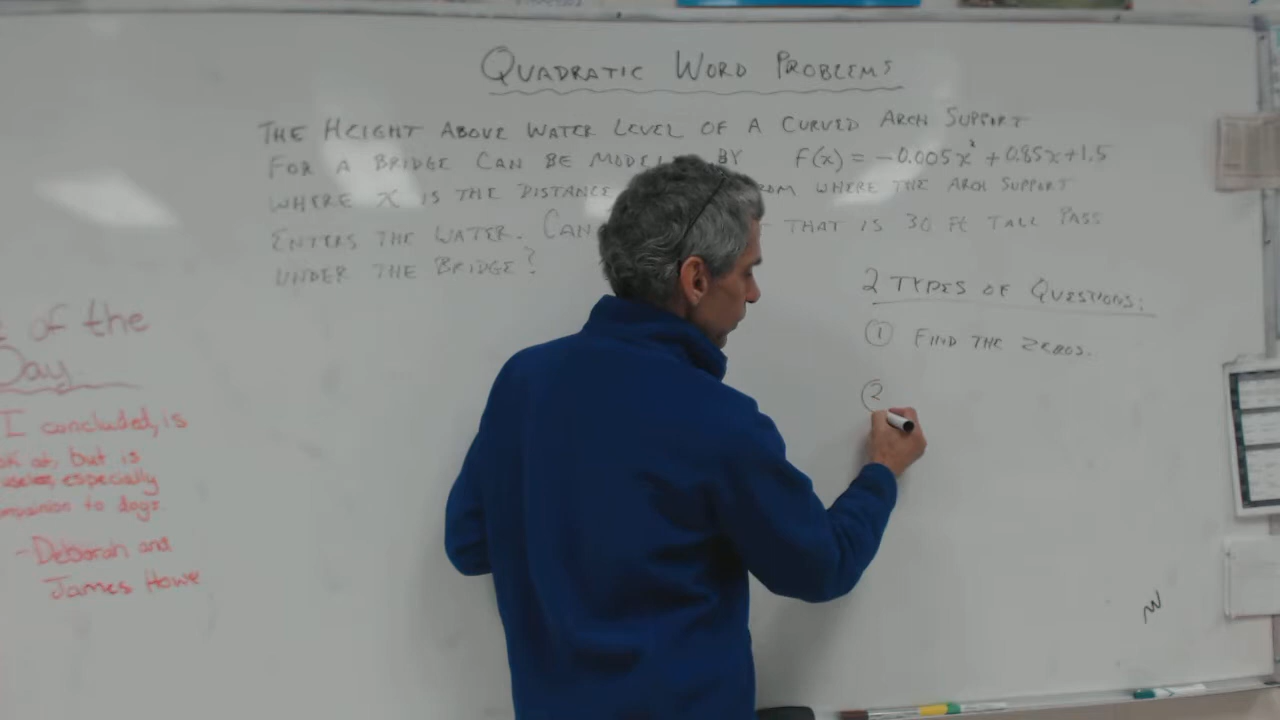 QUADRATIC WORD PROBLEMS
THE HEIGHT ABOVE WATER LEVEL OF A CURVED ARCH SUPPORT
FOR A BRIDGE CAN BE MODEL BY F(x) = -0.005x² + 0.85x + 1.5
WHERE X IS THE DISTANCE ROM WHERE THE ARCH SUPPORT
ENTERS THE WATER. CAN THAT IS 30 Ft TALL PASS
UNDER THE BRIDGE?
2 TYPES OF QUESTIONS:
① FIND THE ZEROS.
②
of the
Day
I concluded, is
at, but is
especially
to dogs.
-Deborah and
James Howe